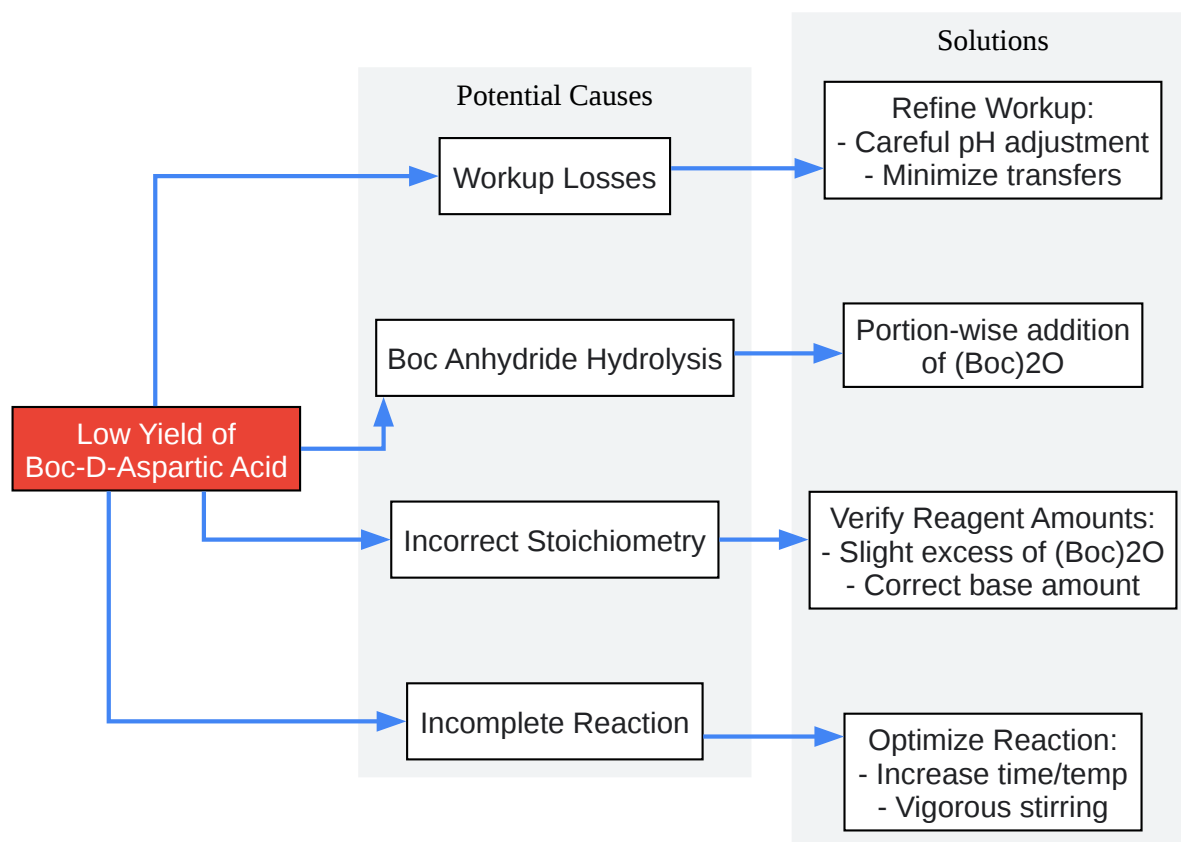 Solutions
Potential Causes
Refine Workup:
- Careful pH adjustment
- Minimize transfers
Workup Losses
Portion-wise addition
of (Boc)2O
Boc Anhydride Hydrolysis
Low Yield of
Boc-D-Aspartic Acid
Verify Reagent Amounts:
- Slight excess of (Boc)2O
- Correct base amount
Incorrect Stoichiometry
Incomplete Reaction
Optimize Reaction:
- Increase time/temp
- Vigorous stirring